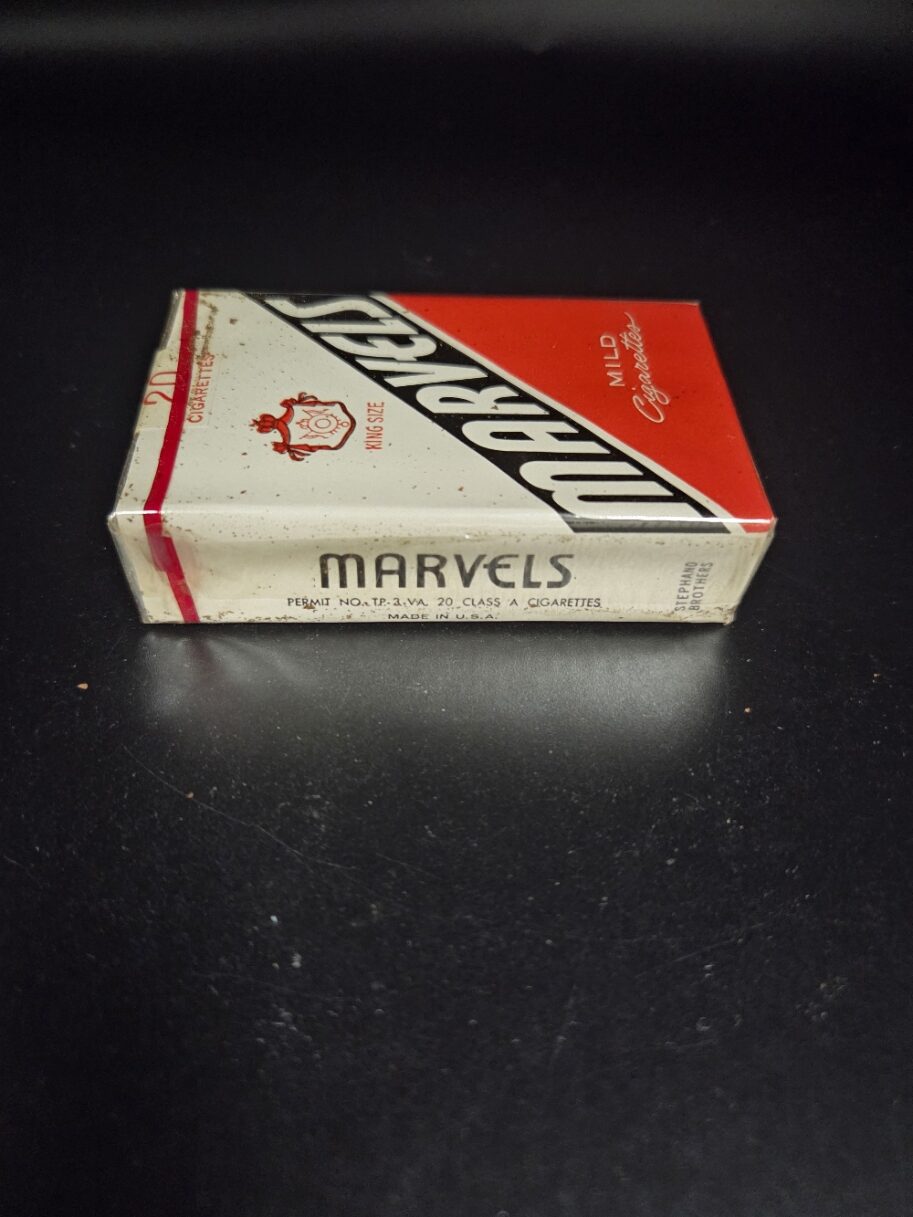 20
CIGARETTES
KING SIZE
MARVELS
MILD
Cigarettes
MARVELS
PERMIT NO. TP-3-VA. 20 CLASS A CIGARETTES
MADE IN U.S.A.
STEPHANO
BROTHERS